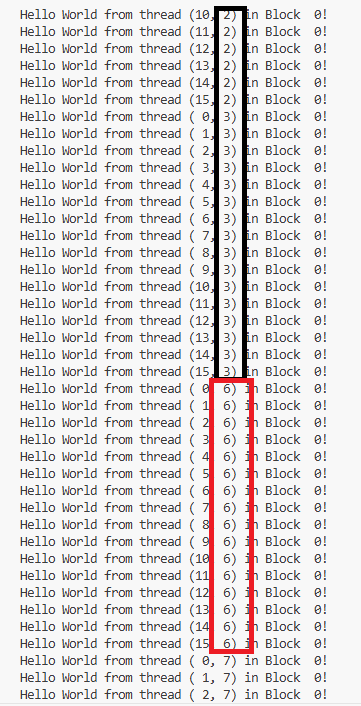 Hello World from thread (10, 2) in Block  0!
Hello World from thread (11, 2) in Block  0!
Hello World from thread (12, 2) in Block  0!
Hello World from thread (13, 2) in Block  0!
Hello World from thread (14, 2) in Block  0!
Hello World from thread (15, 2) in Block  0!
Hello World from thread ( 0, 3) in Block  0!
Hello World from thread ( 1, 3) in Block  0!
Hello World from thread ( 2, 3) in Block  0!
Hello World from thread ( 3, 3) in Block  0!
Hello World from thread ( 4, 3) in Block  0!
Hello World from thread ( 5, 3) in Block  0!
Hello World from thread ( 6, 3) in Block  0!
Hello World from thread ( 7, 3) in Block  0!
Hello World from thread ( 8, 3) in Block  0!
Hello World from thread ( 9, 3) in Block  0!
Hello World from thread (10, 3) in Block  0!
Hello World from thread (11, 3) in Block  0!
Hello World from thread (12, 3) in Block  0!
Hello World from thread (13, 3) in Block  0!
Hello World from thread (14, 3) in Block  0!
Hello World from thread (15, 3) in Block  0!
Hello World from thread ( 0, 6) in Block  0!
Hello World from thread ( 1, 6) in Block  0!
Hello World from thread ( 2, 6) in Block  0!
Hello World from thread ( 3, 6) in Block  0!
Hello World from thread ( 4, 6) in Block  0!
Hello World from thread ( 5, 6) in Block  0!
Hello World from thread ( 6, 6) in Block  0!
Hello World from thread ( 7, 6) in Block  0!
Hello World from thread ( 8, 6) in Block  0!
Hello World from thread ( 9, 6) in Block  0!
Hello World from thread (10, 6) in Block  0!
Hello World from thread (11, 6) in Block  0!
Hello World from thread (12, 6) in Block  0!
Hello World from thread (13, 6) in Block  0!
Hello World from thread (14, 6) in Block  0!
Hello World from thread (15, 6) in Block  0!
Hello World from thread ( 0, 7) in Block  0!
Hello World from thread ( 1, 7) in Block  0!
Hello World from thread ( 2, 7) in Block  0!